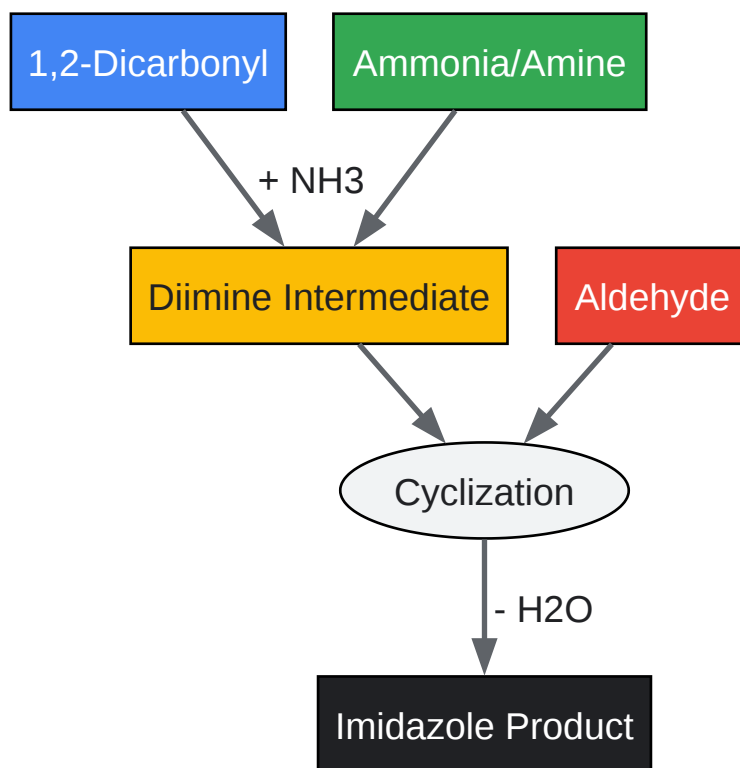 1,2-Dicarbonyl
Ammonia/Amine
+ NH3
Diimine Intermediate
Aldehyde
Cyclization
- H2O
Imidazole Product